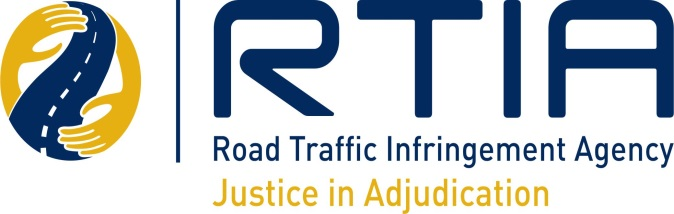 RTIA
Road Traffic Infringement Agency
Justice in Adjudication